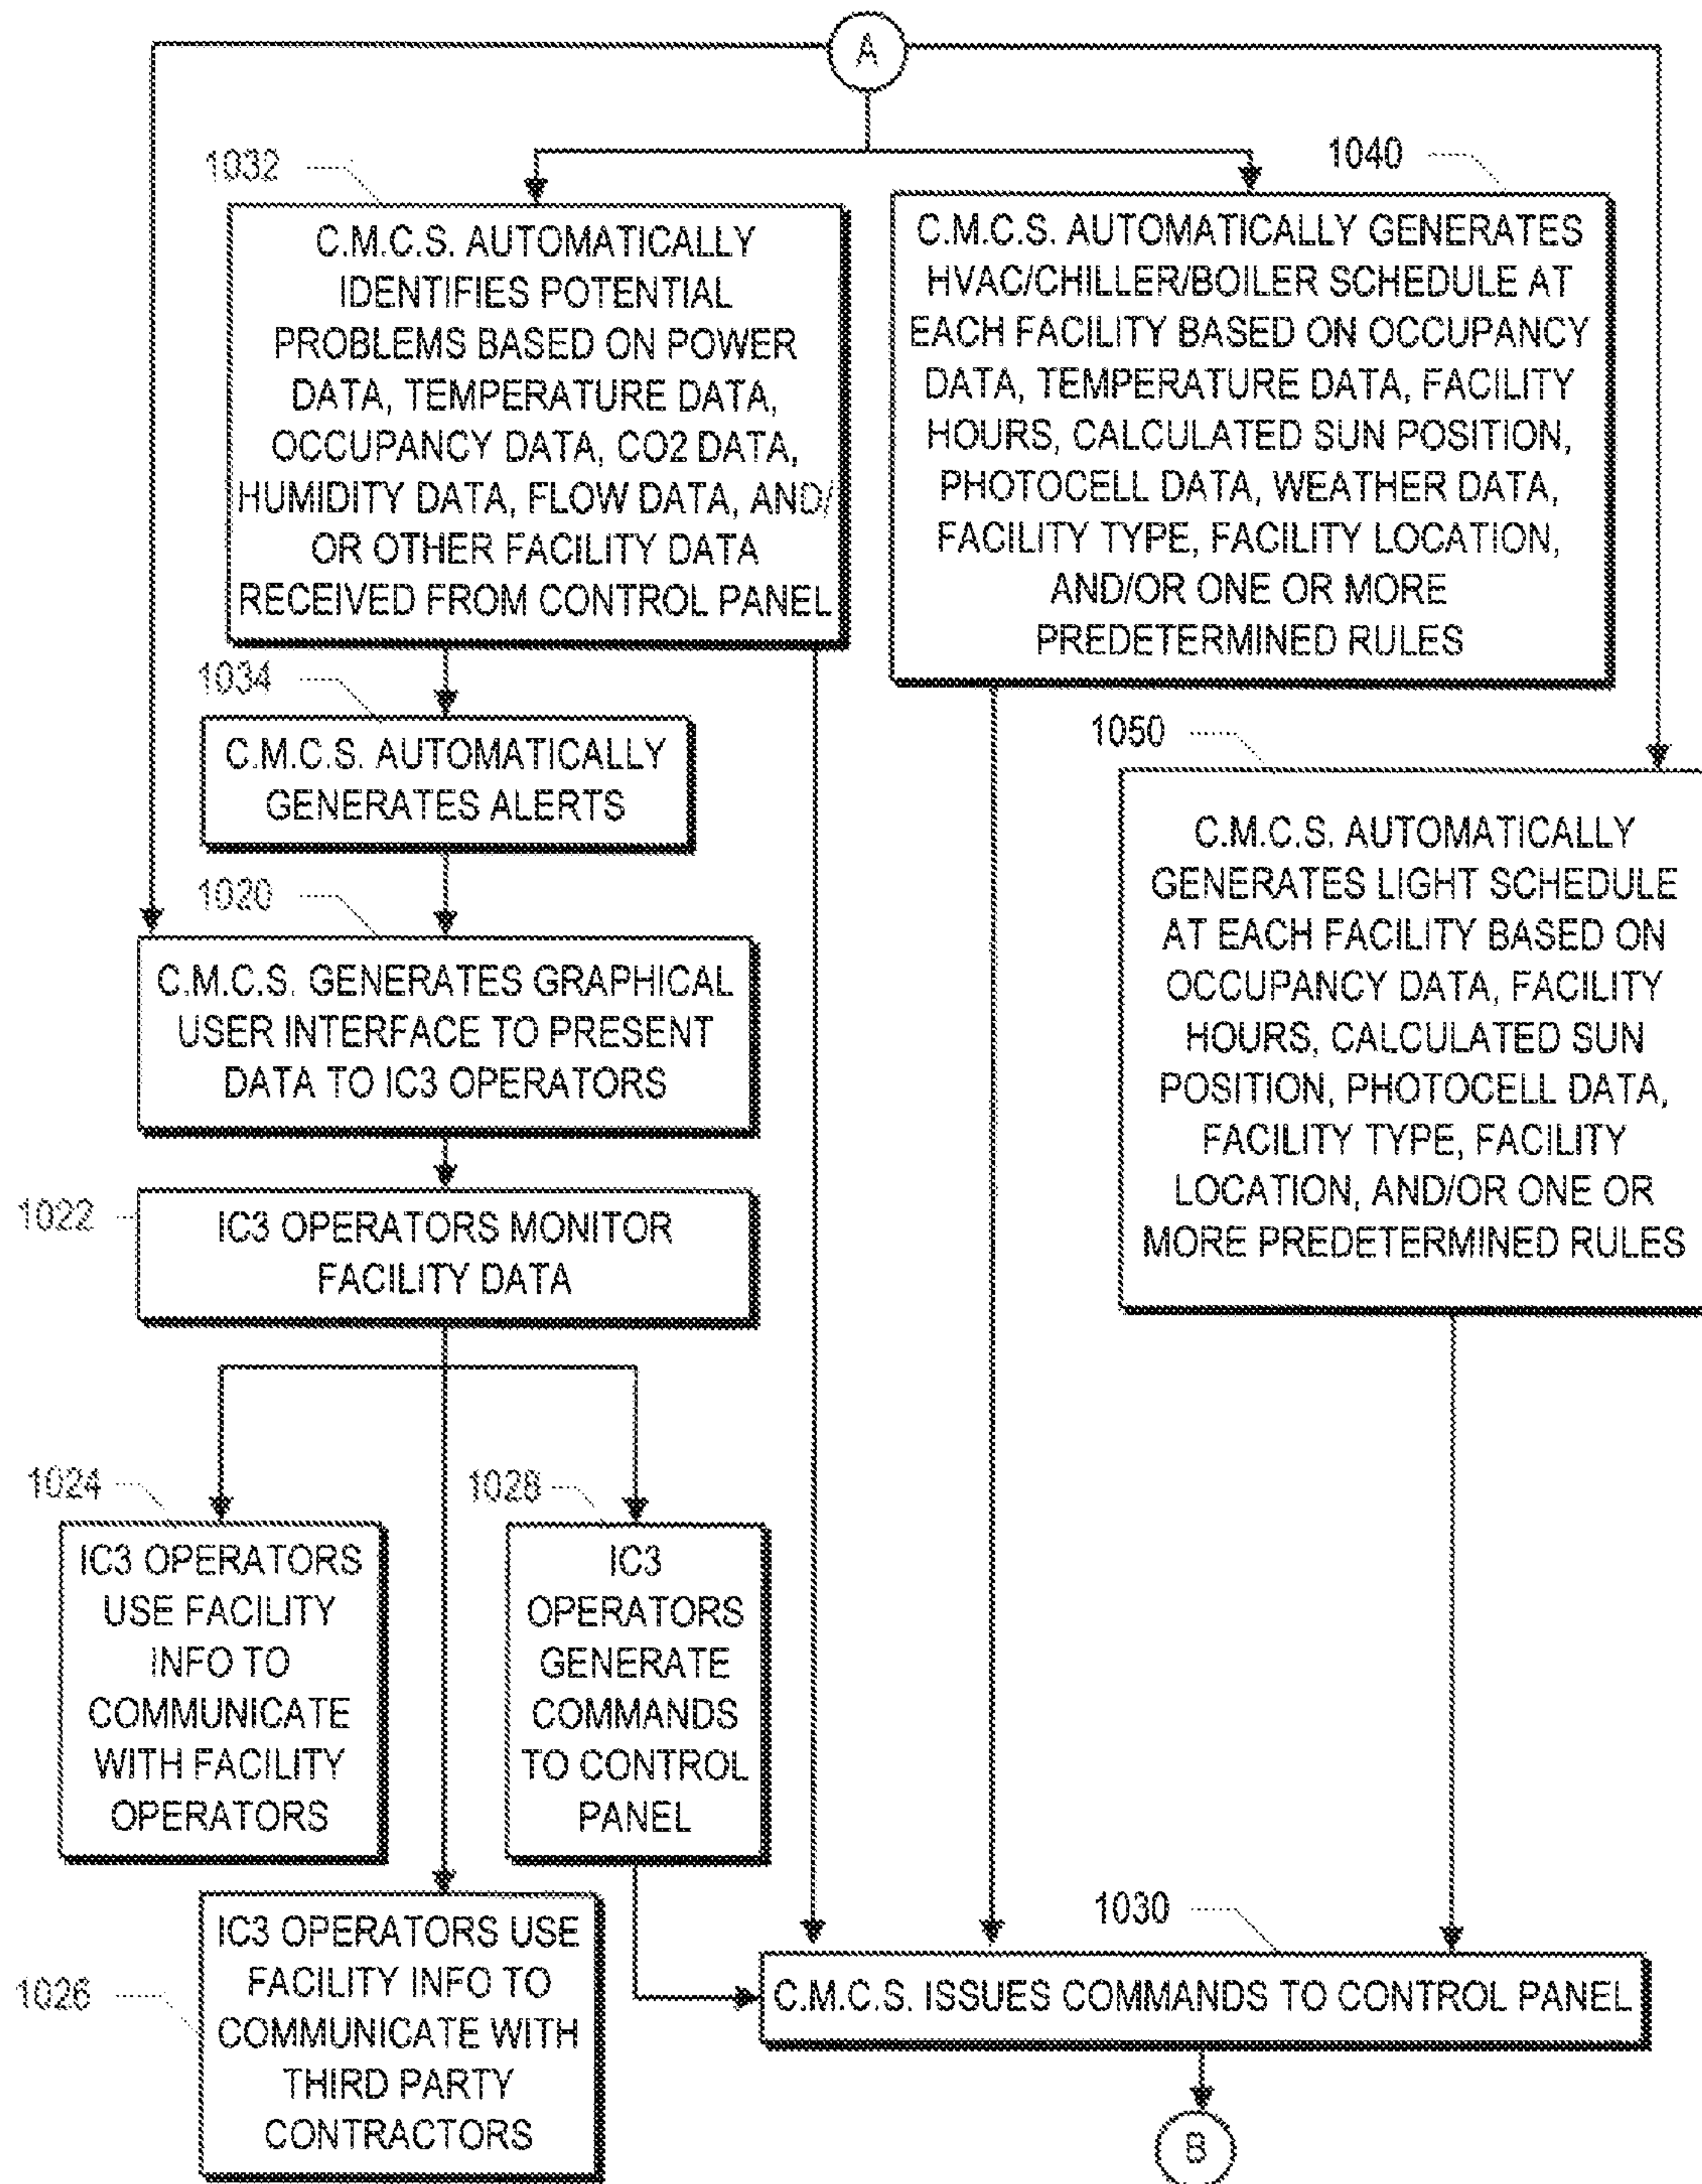 A
1032
C.M.C.S. AUTOMATICALLY
IDENTIFIES POTENTIAL
PROBLEMS BASED ON POWER
DATA, TEMPERATURE DATA,
OCCUPANCY DATA, CO2 DATA,
HUMIDITY DATA, FLOW DATA, AND/
OR OTHER FACILITY DATA
RECEIVED FROM CONTROL PANEL
1040
C.M.C.S. AUTOMATICALLY GENERATES
HVAC/CHILLER/BOILER SCHEDULE AT
EACH FACILITY BASED ON OCCUPANCY
DATA, TEMPERATURE DATA, FACILITY
HOURS, CALCULATED SUN POSITION,
PHOTOCELL DATA, WEATHER DATA,
FACILITY TYPE, FACILITY LOCATION,
AND/OR ONE OR MORE
PREDETERMINED RULES
1034
C.M.C.S. AUTOMATICALLY
GENERATES ALERTS
1050
C.M.C.S. AUTOMATICALLY
GENERATES LIGHT SCHEDULE
AT EACH FACILITY BASED ON
OCCUPANCY DATA, FACILITY
HOURS, CALCULATED SUN
POSITION, PHOTOCELL DATA,
FACILITY TYPE, FACILITY
LOCATION, AND/OR ONE OR
MORE PREDETERMINED RULES
1020
C.M.C.S. GENERATES GRAPHICAL
USER INTERFACE TO PRESENT
DATA TO IC3 OPERATORS
1022
IC3 OPERATORS MONITOR
FACILITY DATA
1024
IC3 OPERATORS
USE FACILITY
INFO TO
COMMUNICATE
WITH FACILITY
OPERATORS
1028
IC3
OPERATORS
GENERATE
COMMANDS
TO CONTROL
PANEL
1026
IC3 OPERATORS USE
FACILITY INFO TO
COMMUNICATE WITH
THIRD PARTY
CONTRACTORS
1030
C.M.C.S. ISSUES COMMANDS TO CONTROL PANEL
B